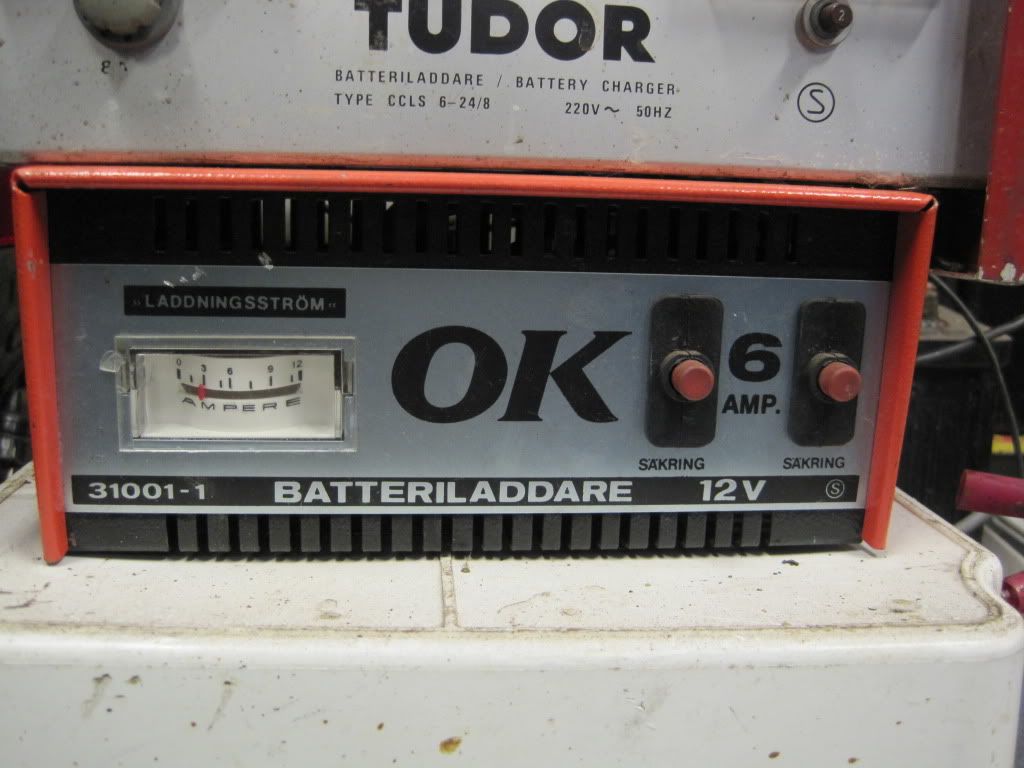 TUDOR
2
BATTERILADDARE / BATTERY CHARGER
TYPE CCLS 6-24/8 220V~ 50HZ
S
»LADDNINGSSTRÖM«
0 3 6 9 12
AMPERE
OK
6
AMP.
SÄKRING SÄKRING
31001-1 BATTERILADDARE 12V S